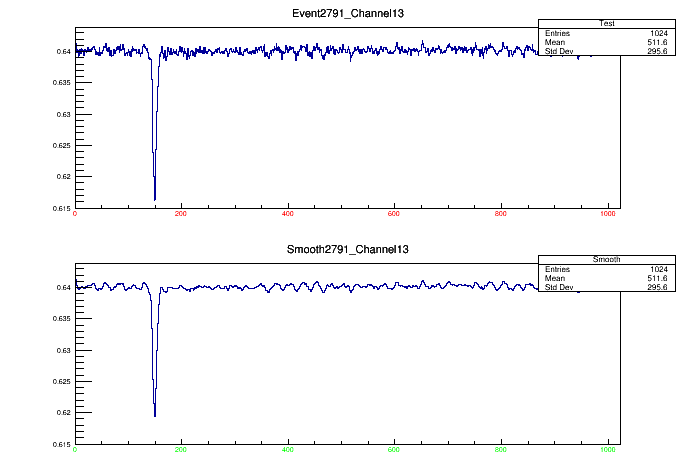 Event2791_Channel13
Test
Entries 1024
Mean 511.6
Std Dev 295.6
0.64
0.635
0.63
0.625
0.62
0.615
0 200 400 600 800 1000
Smooth2791_Channel13
Smooth
Entries 1024
Mean 511.6
Std Dev 295.6
0.64
0.635
0.63
0.625
0.62
0.615
0 200 400 600 800 1000